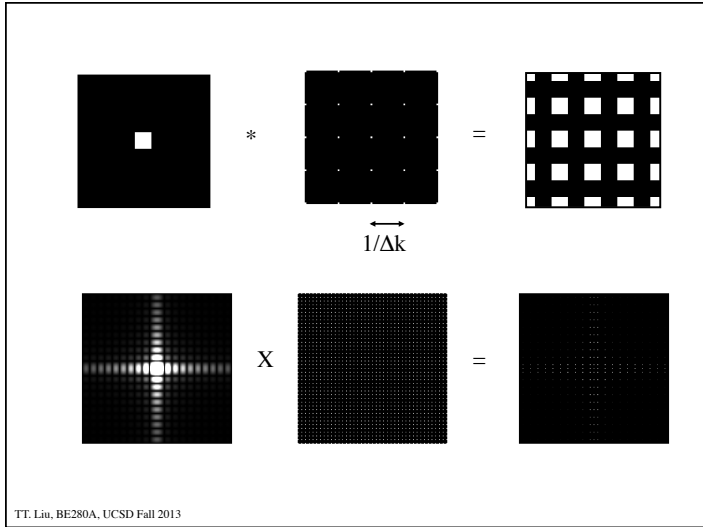 * =
1/Δk
X =
TT. Liu, BE280A, UCSD Fall 2013